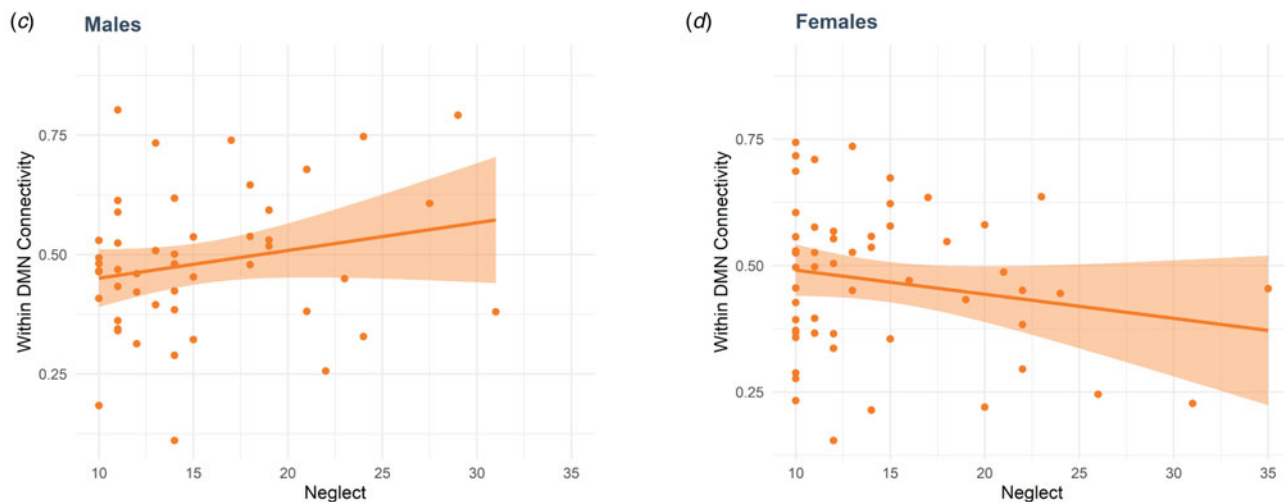 (c) Males
Within DMN Connectivity
0.75
0.50
0.25
10 15 20 25 30 35
Neglect
(d) Females
Within DMN Connectivity
0.75
0.50
0.25
10 15 20 25 30 35
Neglect